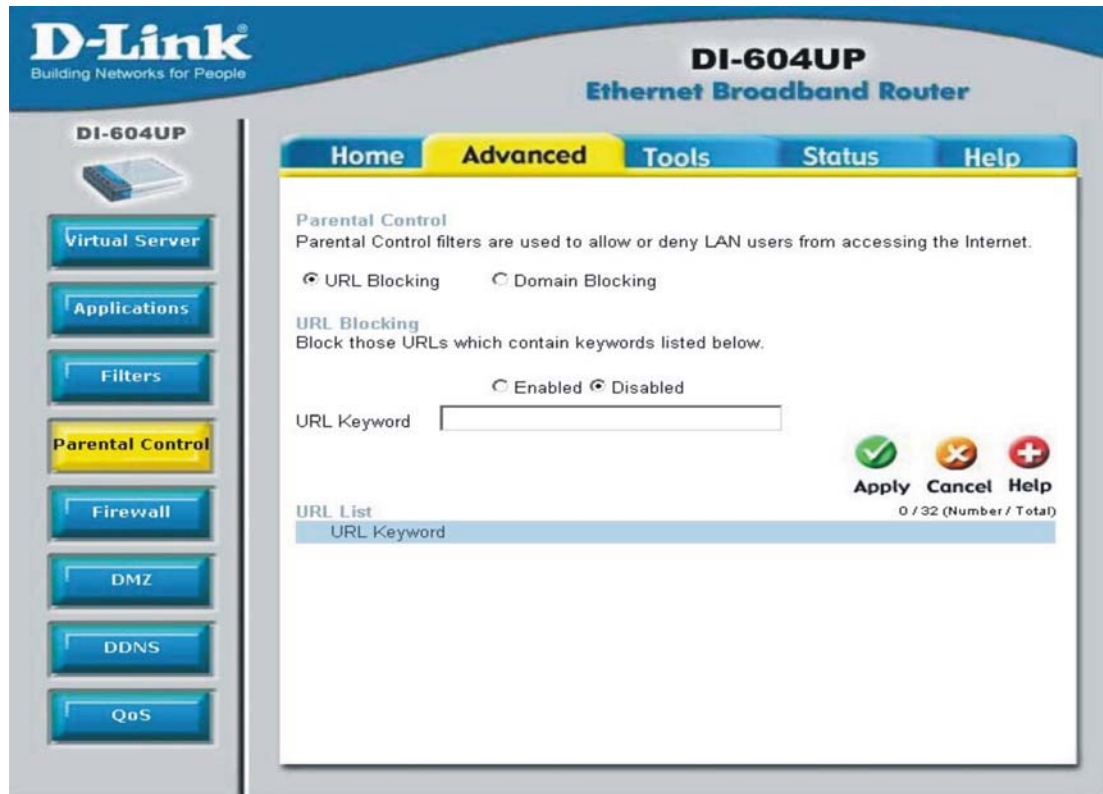 D-Link®
Building Networks for People
DI-604UP
Ethernet Broadband Router
DI-604UP
Home Advanced Tools Status Help
Virtual Server
Applications
Filters
Parental Control
Firewall
DMZ
DDNS
QoS
Parental Control
Parental Control filters are used to allow or deny LAN users from accessing the Internet.
URL Blocking Domain Blocking
URL Blocking
Block those URLs which contain keywords listed below.
Enabled Disabled
URL Keyword
Apply Cancel Help
URL List 0 / 32 (Number / Total)
URL Keyword